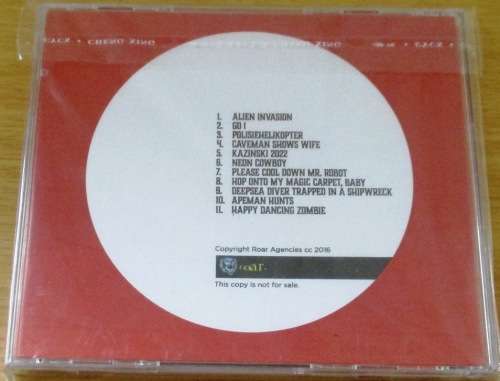 CHENG XING
1. ALIEN INVASION
2. GO !
3. POLISIEHELIKOPTER
4. CAVEMAN SHOWS WIFE
5. KAZINSKI 2022
6. NEON COWBOY
7. PLEASE COOL DOWN MR. ROBOT
8. HOP ONTO MY MAGIC CARPET, BABY
9. DEEPSEA DIVER TRAPPED IN A SHIPWRECK
10. APEMAN HUNTS
11. HAPPY DANCING ZOMBIE
Copyright Roar Agencies cc 2016
This copy is not for sale.